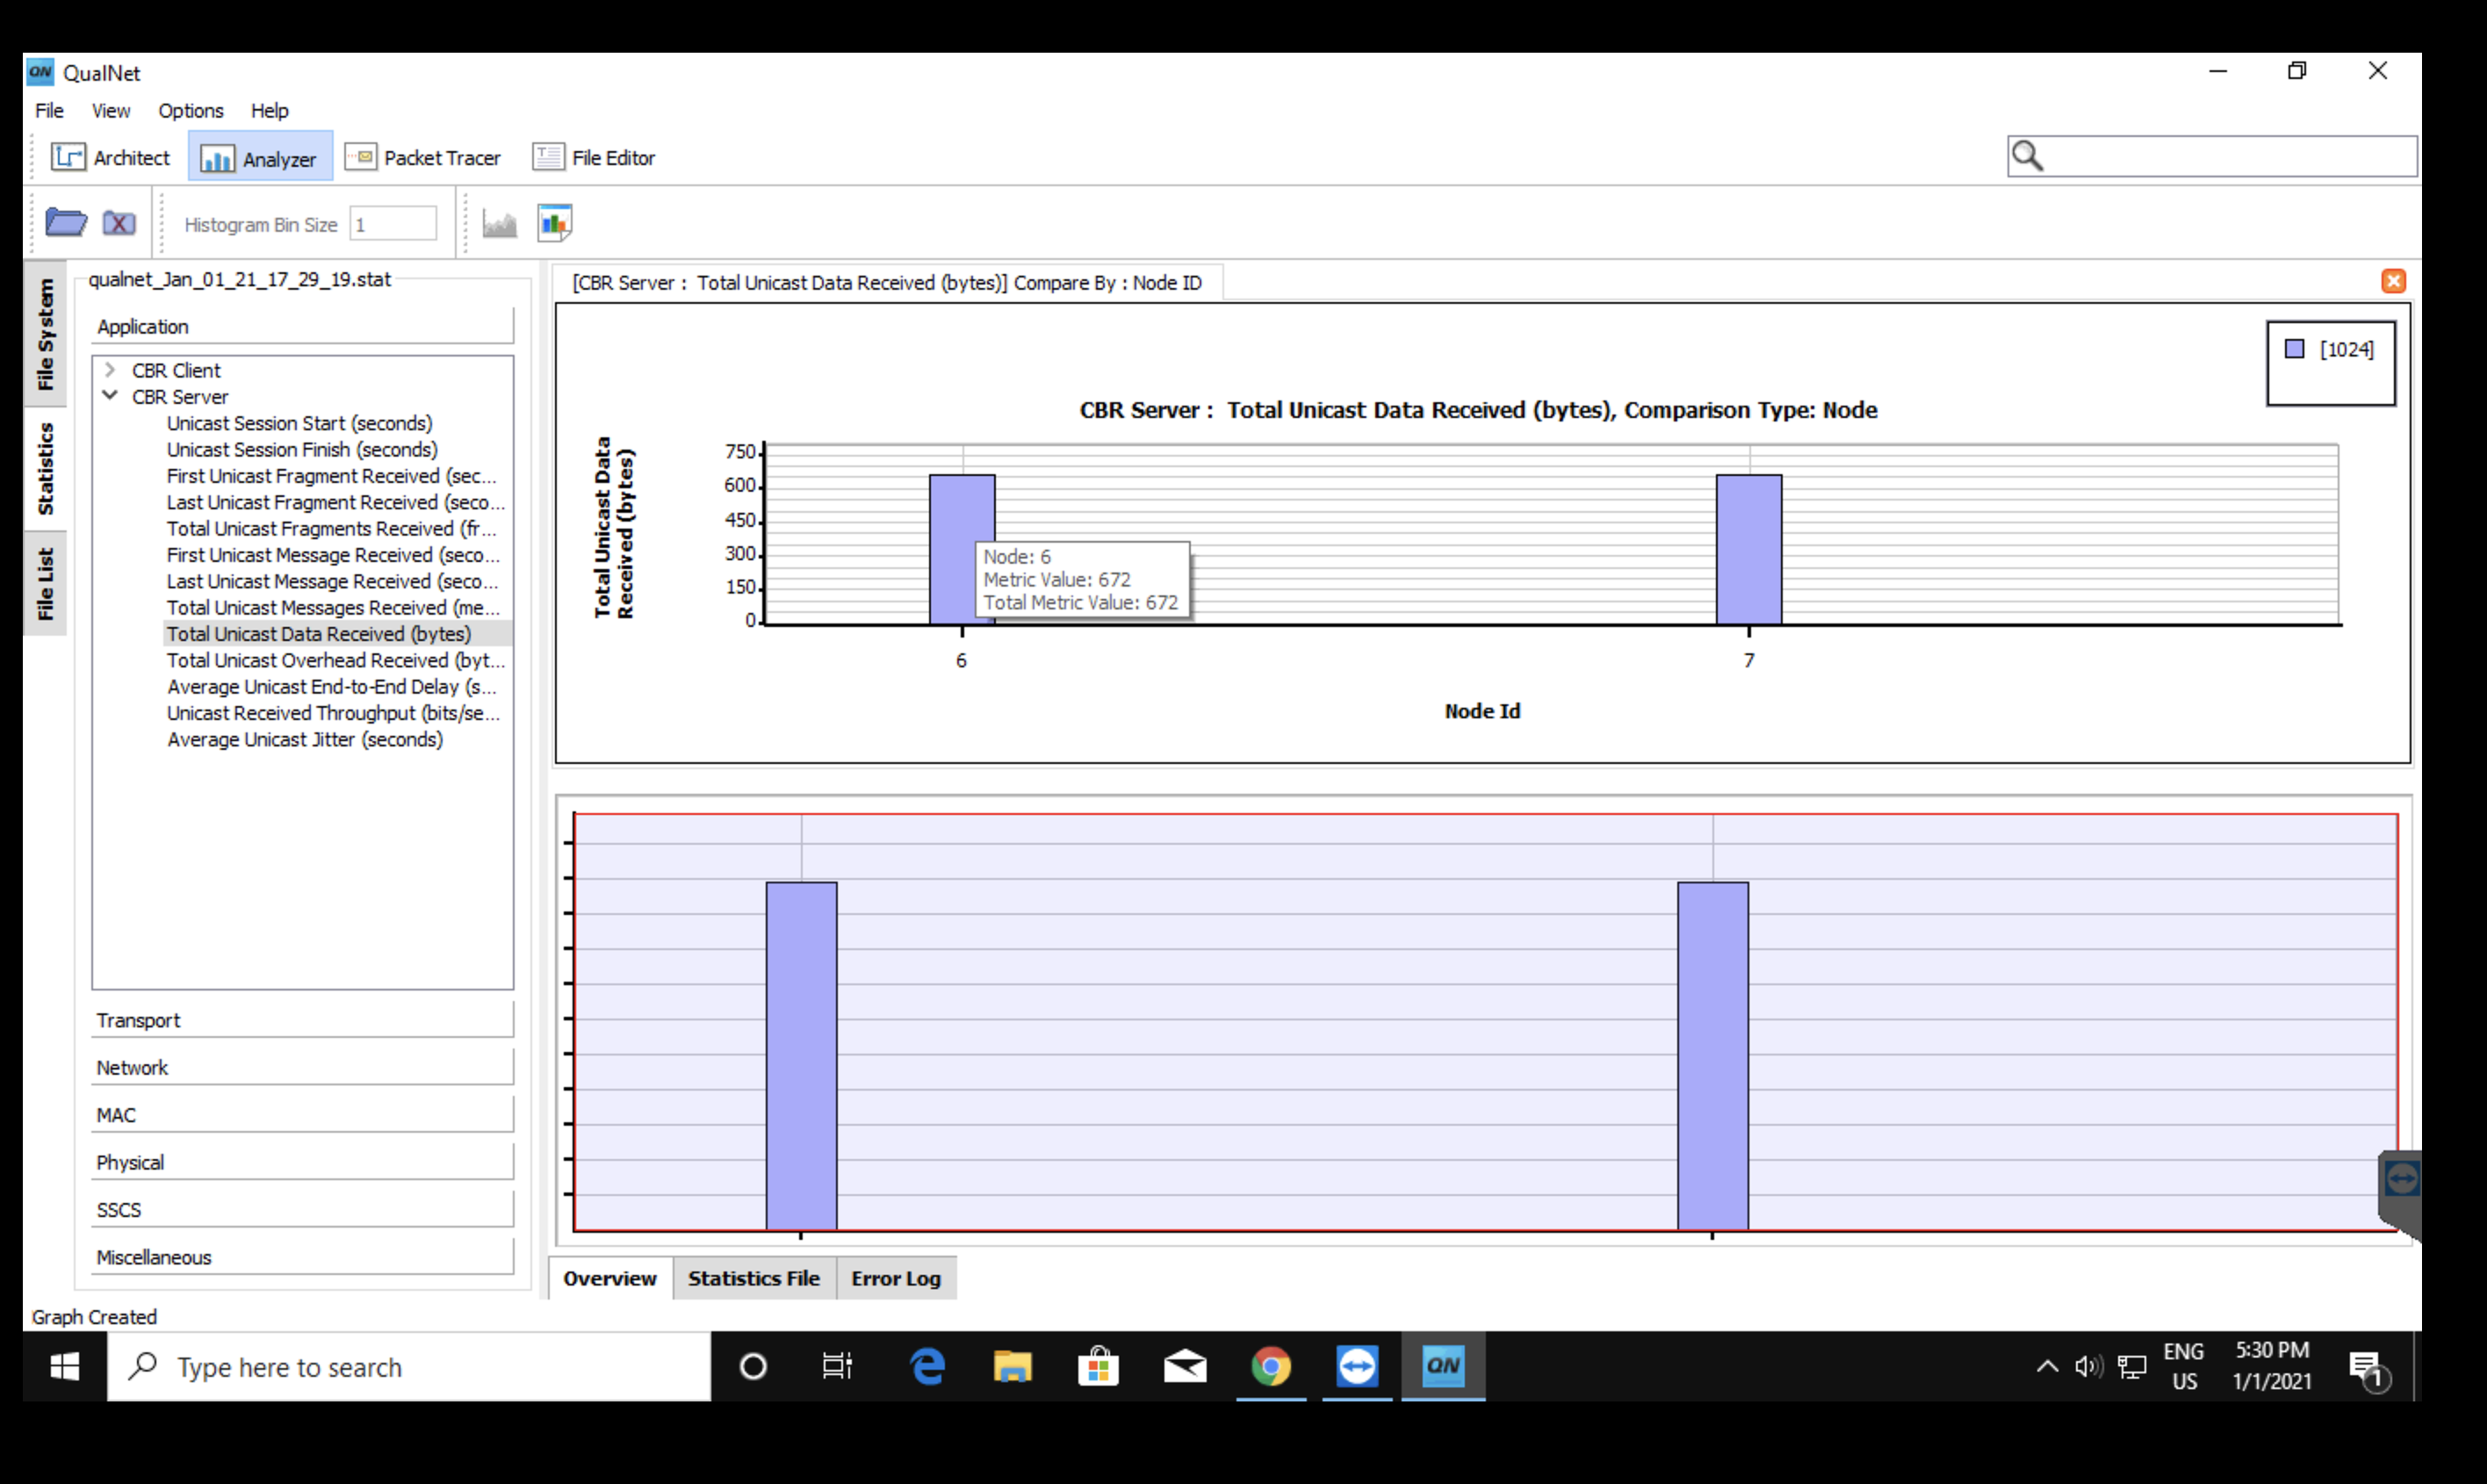 QN QualNet
File View Options Help
Architect Analyzer Packet Tracer File Editor
Histogram Bin Size 1
File System
Statistics
File List
qualnet_Jan_01_21_17_29_19.stat
Application
CBR Client
CBR Server
Unicast Session Start (seconds)
Unicast Session Finish (seconds)
First Unicast Fragment Received (sec...
Last Unicast Fragment Received (seco...
Total Unicast Fragments Received (fr...
First Unicast Message Received (seco...
Last Unicast Message Received (seco...
Total Unicast Messages Received (me...
Total Unicast Data Received (bytes)
Total Unicast Overhead Received (byt...
Average Unicast End-to-End Delay (s...
Unicast Received Throughput (bits/se...
Average Unicast Jitter (seconds)
Transport
Network
MAC
Physical
SSCS
Miscellaneous
[CBR Server : Total Unicast Data Received (bytes)] Compare By : Node ID
[1024]
CBR Server : Total Unicast Data Received (bytes), Comparison Type: Node
Total Unicast Data
Received (bytes)
750
600
450
300
150
0
Node: 6
Metric Value: 672
Total Metric Value: 672
6 7
Node Id
Overview Statistics File Error Log
Graph Created
Type here to search
QN
ENG
US
5:30 PM
1/1/2021
1